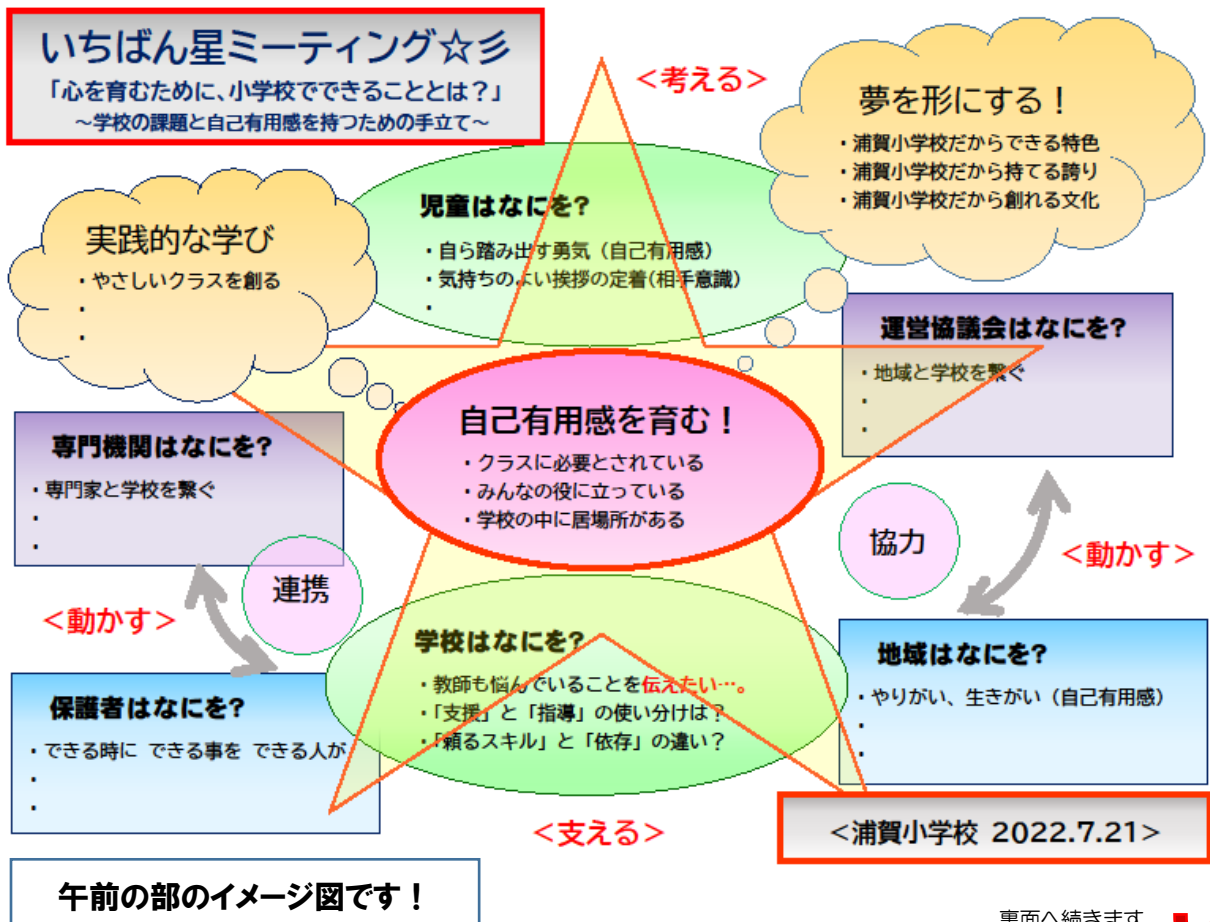 いちばん星ミーティング☆彡
「心を育むために、小学校でできることとは？」
～学校の課題と自己有用感を持つための手立て～
＜考える＞
夢を形にする！
・浦賀小学校だからできる特色
・浦賀小学校だから持てる誇り
・浦賀小学校だから創れる文化
児童はなにを？
・自ら踏み出す勇気（自己有用感）
・気持ちのよい挨拶の定着(相手意識)
・
実践的な学び
・やさしいクラスを創る
・
・
運営協議会はなにを？
・地域と学校を繋ぐ
・
・
自己有用感を育む！
・クラスに必要とされている
・みんなの役に立っている
・学校の中に居場所がある
専門機関はなにを？
・専門家と学校を繋ぐ
・
・
連携
協力
＜動かす＞
＜動かす＞
学校はなにを？
・教師も悩んでいることを伝えたい…。
・「支援」と「指導」の使い分けは？
・「頼るスキル」と「依存」の違い？
地域はなにを？
・やりがい、生きがい（自己有用感）
・
・
保護者はなにを？
・できる時に できる事を できる人が
・
・
＜支える＞
＜浦賀小学校 2022.7.21＞
午前の部のイメージ図です！
裏面へ続きます